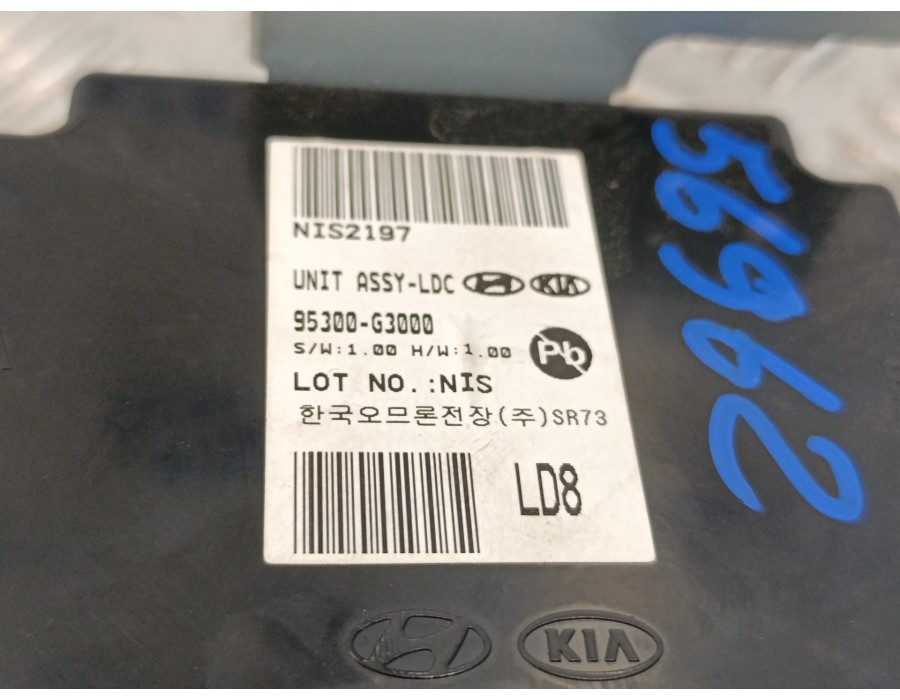 NIS2197
UNIT ASSY-LDC KIA
95300-G3000
S/W:1.00 H/W:1.00 Pb
LOT NO.:NIS
한국오므론전장(주)SR73
LD8
56962
KIA